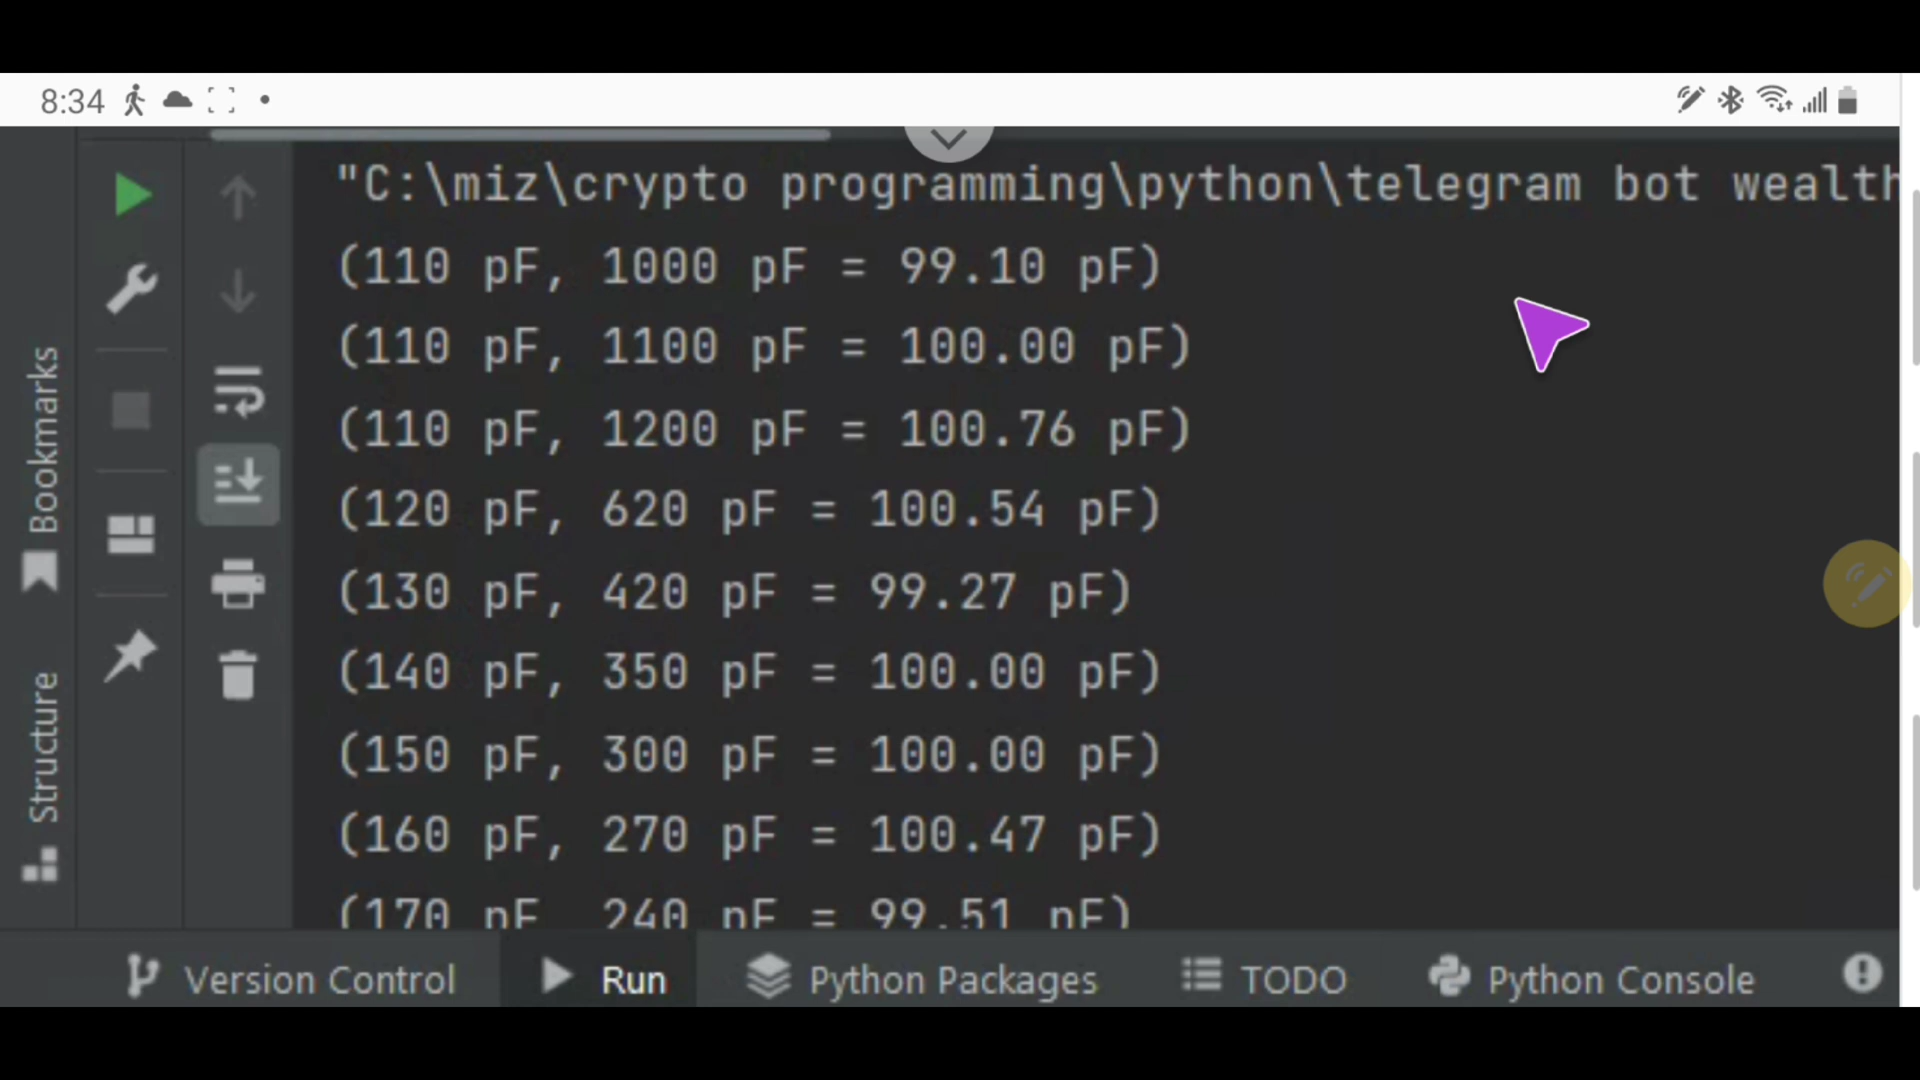 8:34
"C:\miz\crypto programming\python\telegram bot wealth
(110 pF, 1000 pF = 99.10 pF)
(110 pF, 1100 pF = 100.00 pF)
(110 pF, 1200 pF = 100.76 pF)
(120 pF, 620 pF = 100.54 pF)
(130 pF, 420 pF = 99.27 pF)
(140 pF, 350 pF = 100.00 pF)
(150 pF, 300 pF = 100.00 pF)
(160 pF, 270 pF = 100.47 pF)
(170 pF, 240 pF = 99.51 pF)
Bookmarks
Structure
Version Control
Run
Python Packages
TODO
Python Console